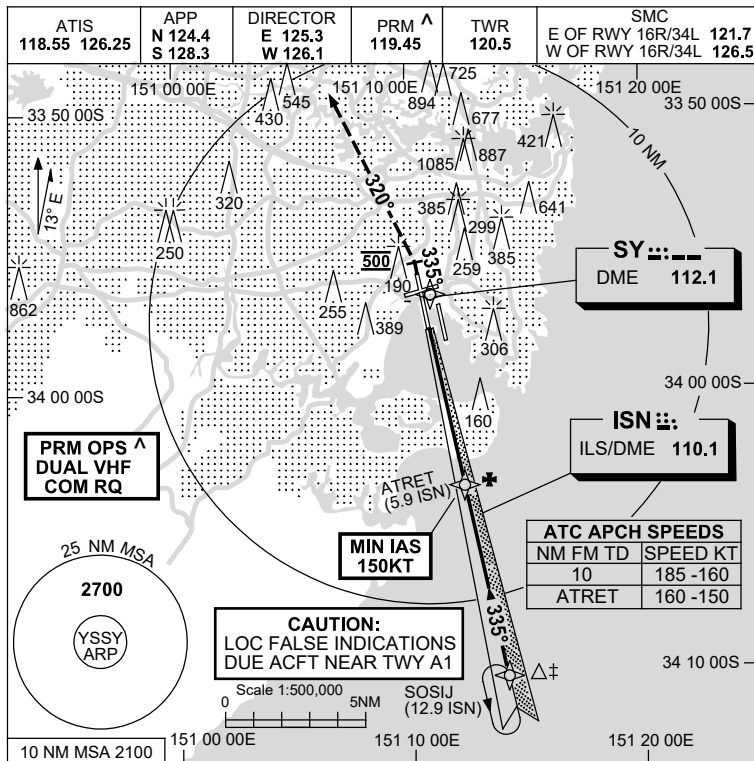 ATIS
118.55 126.25
APP
N 124.4
S 128.3
DIRECTOR
E 125.3
W 126.1
PRM ^
119.45
TWR
120.5
SMC
E OF RWY 16R/34L 121.7
W OF RWY 16R/34L 126.5
151 00 00E
151 10 00E
151 20 00E
33 50 00S
33 50 00S
545
430
894
725
677
421
1085
887
10 NM
13° E
320
320°
385
641
299
385
250
335°
259
500
190
862
255
389
306
SY
DME 112.1
34 00 00S
34 00 00S
160
ISN
ILS/DME 110.1
PRM OPS ^
DUAL VHF
COM RQ
ATRET
(5.9 ISN)
MIN IAS
150KT
ATC APCH SPEEDS
NM FM TD SPEED KT
10 185 -160
ATRET 160 -150
25 NM MSA
2700
YSSY
ARP
CAUTION:
LOC FALSE INDICATIONS
DUE ACFT NEAR TWY A1
335°
34 10 00S
Scale 1:500,000
0 5NM
SOSIJ
(12.9 ISN)
‡
10 NM MSA 2100
151 00 00E
151 10 00E
151 20 00E